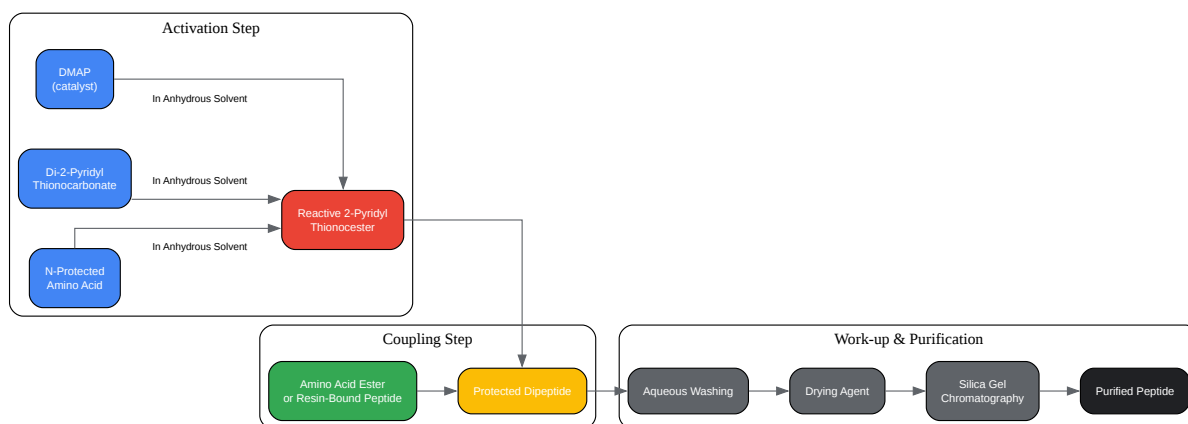 Activation Step
DMAP
(catalyst)
In Anhydrous Solvent
Di-2-Pyridyl
Thionocarbonate
In Anhydrous Solvent
Reactive 2-Pyridyl
Thionocester
In Anhydrous Solvent
N-Protected
Amino Acid
Coupling Step
Amino Acid Ester
or Resin-Bound Peptide
Protected Dipeptide
Work-up & Purification
Aqueous Washing
Drying Agent
Silica Gel
Chromatography
Purified Peptide